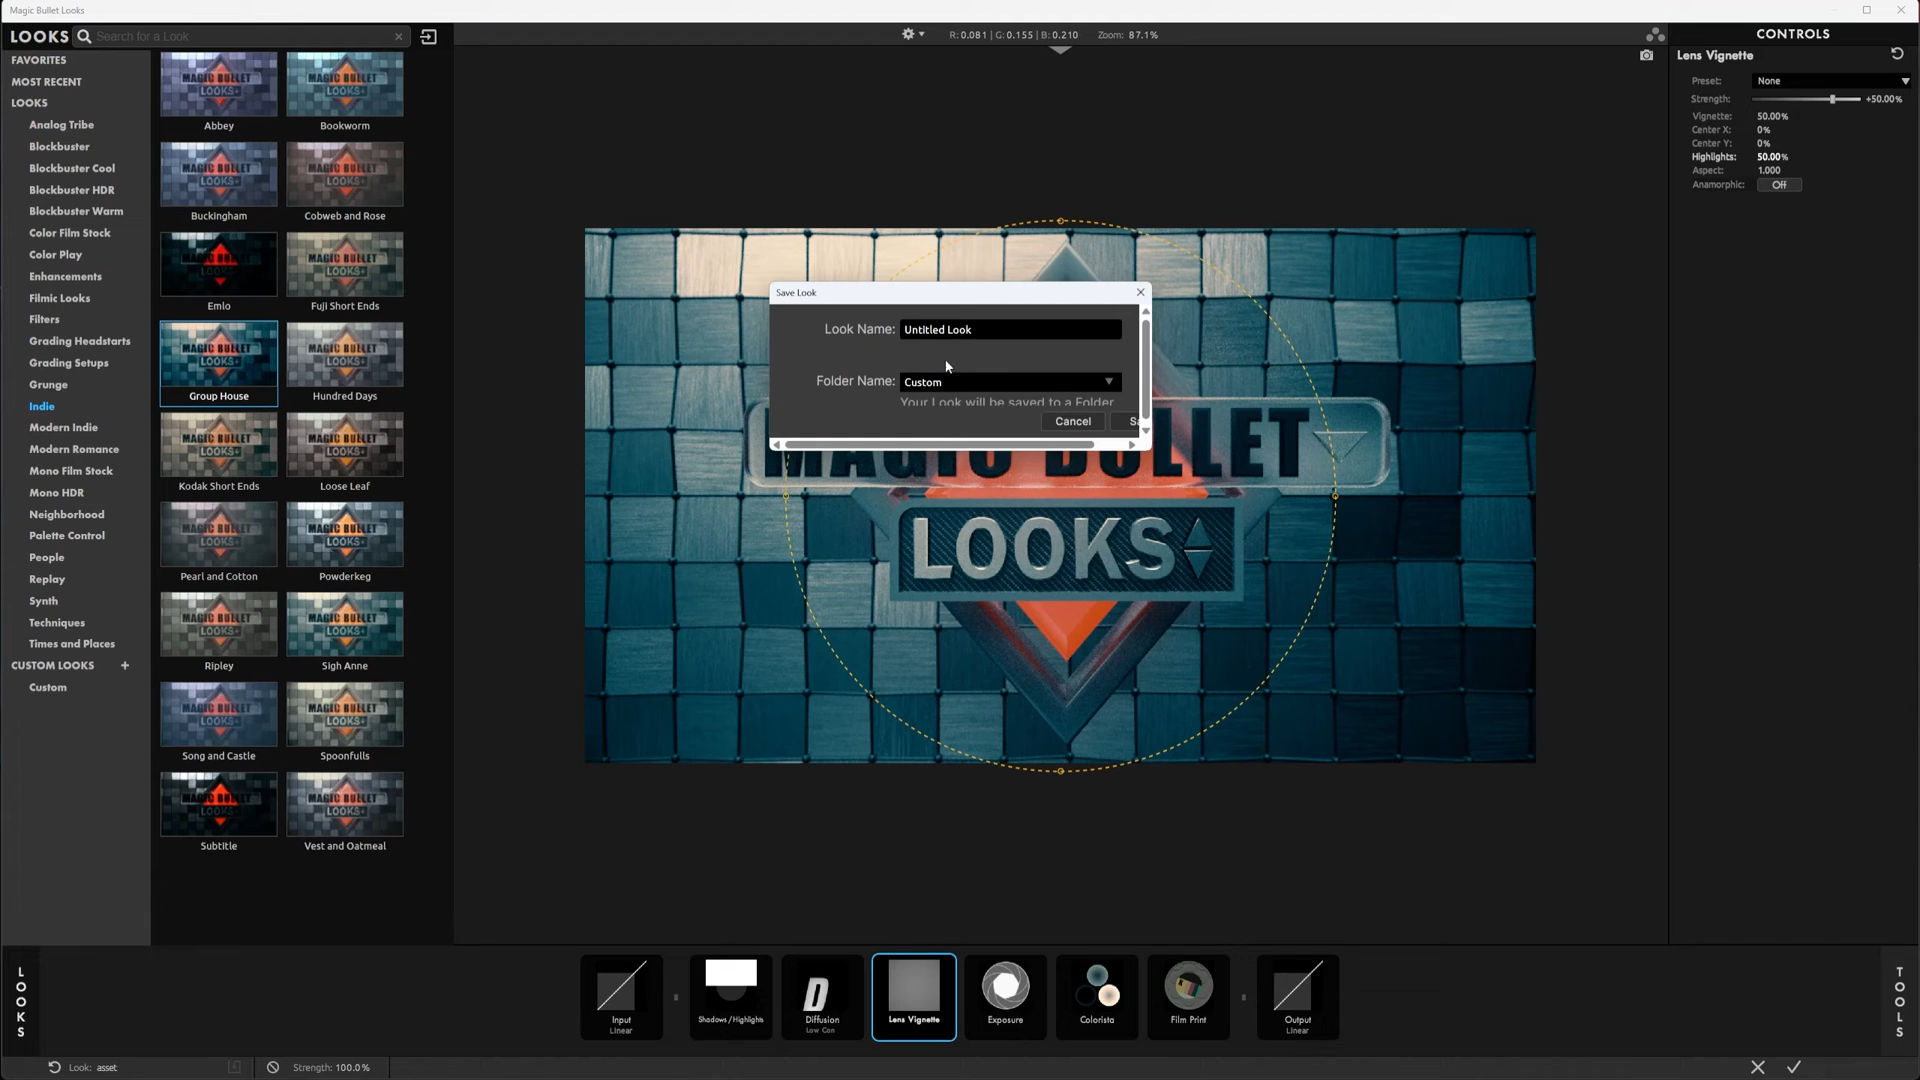 Magic Bullet Looks
LOOKS
Search for a Look
R:0.081 | G:0.155 | B:0.210
Zoom: 87.1%
CONTROLS
FAVORITES
MOST RECENT
LOOKS
Analog Tribe
Blockbuster
Blockbuster Cool
Blockbuster HDR
Blockbuster Warm
Color Film Stock
Color Play
Enhancements
Filmic Looks
Filters
Grading Headstarts
Grading Setups
Grunge
Indie
Modern Indie
Modern Romance
Mono Film Stock
Mono HDR
Neighborhood
Palette Control
People
Replay
Synth
Techniques
Times and Places
CUSTOM LOOKS +
Custom
Abbey
Bookworm
Buckingham
Cobweb and Rose
Emlo
Fuji Short Ends
Group House
Hundred Days
Kodak Short Ends
Loose Leaf
Pearl and Cotton
Powderkeg
Ripley
Sigh Anne
Song and Castle
Spoonfulls
Subtitle
Vest and Oatmeal
Save Look
Look Name: Untitled Look
Folder Name: Custom
Your Look will be saved to a Folder
Cancel
Sa
MAGIC BULLET
LOOKS
Lens Vignette
Preset: None
Strength: +50.00%
Vignette: 50.00%
Center X: 0%
Center Y: 0%
Highlights: 50.00%
Aspect: 1.000
Anamorphic: Off
LOOKS
Input
Linear
Shadows/Highlights
Diffusion
Low Con
Lens Vignette
Exposure
Colorista
Film Print
Output
Linear
TOOLS
Look: asset
Strength: 100.0%